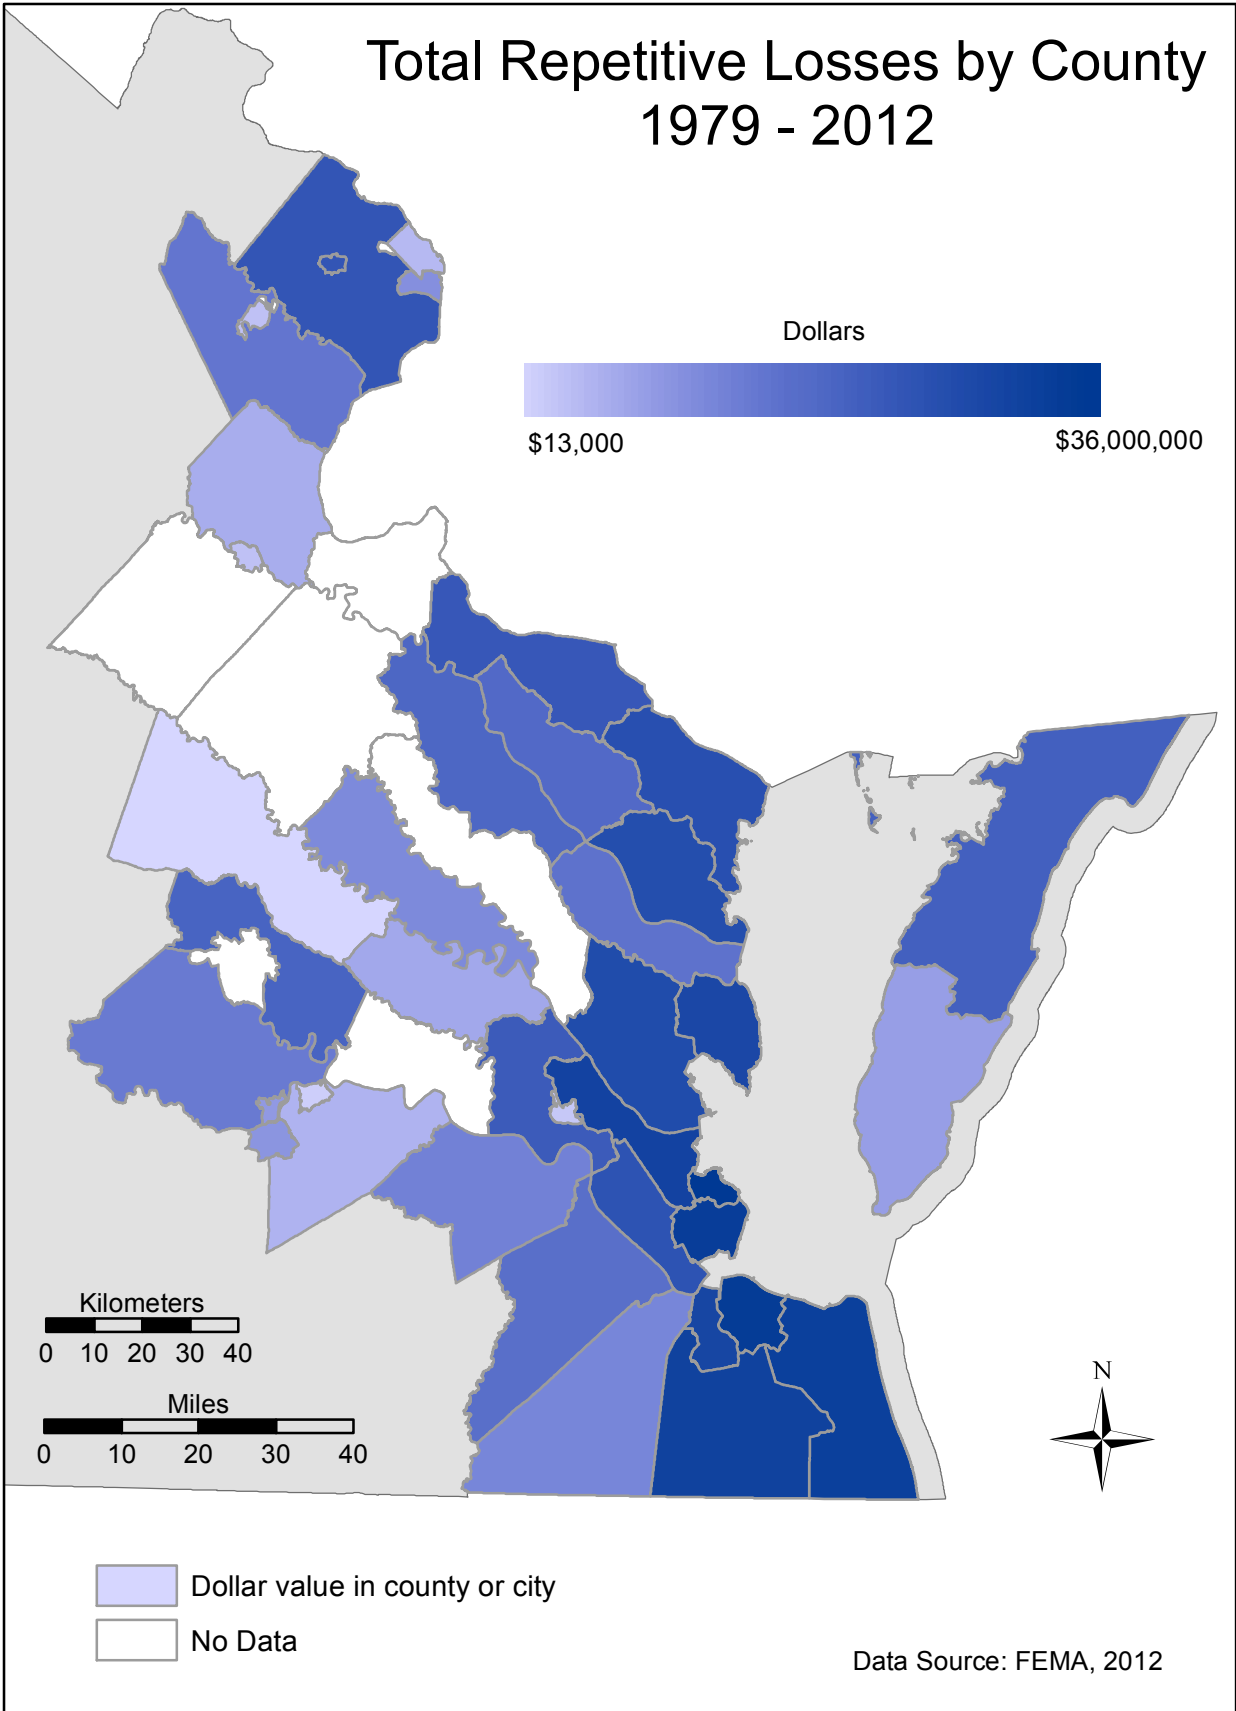 Total Repetitive Losses by County
1979 - 2012
Dollars
$13,000
$36,000,000
Kilometers
0 10 20 30 40
Miles
0 10 20 30 40
N
Dollar value in county or city
No Data
Data Source: FEMA, 2012